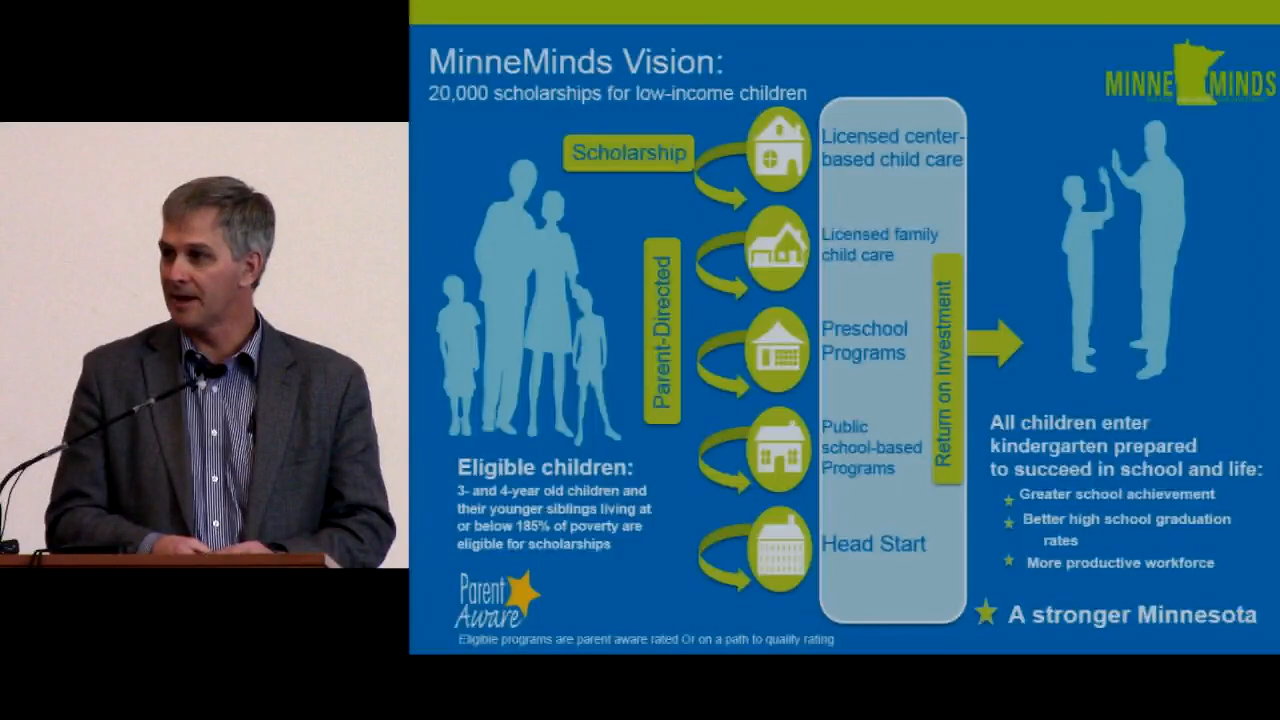 MinneMinds Vision:
20,000 scholarships for low-income children
MINNE MINDS
Scholarship
Parent-Directed
Licensed center-
based child care
Licensed family
child care
Preschool
Programs
Public
school-based
Programs
Head Start
Return on Investment
Eligible children:
3- and 4-year old children and
their younger siblings living at
or below 185% of poverty are
eligible for scholarships
Parent
Aware
Eligible programs are parent aware rated Or on a path to quality rating
All children enter
kindergarten prepared
to succeed in school and life:
Greater school achievement
Better high school graduation
rates
More productive workforce
A stronger Minnesota